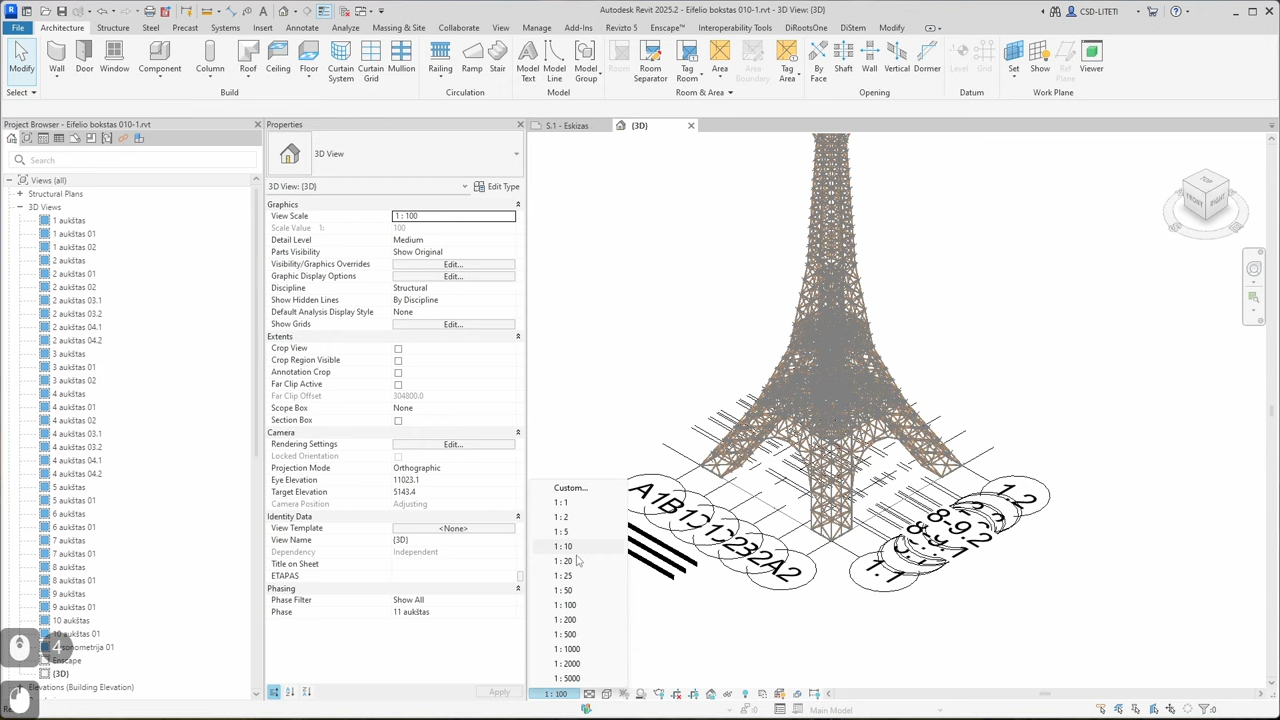 Autodesk Revit 2025.2 - Eifelio bokstas 010-1.rvt - 3D View: {3D}
CSD-LITETI
File Architecture Structure Steel Precast Systems Insert Annotate Massing & Site View Manage Add-Ins Revizto 5 Enscape™ Interoperability Tools DiRootsOne DiStem Modify
Modify Wall Door Window Component Column Roof Ceiling Floor Curtain System Curtain Grid Mullion Railing Ramp Stair Model Text Model Line Model Group Room Room Separator Tag Room Area Area Boundary Tag Area By Face Shaft Wall Vertical Dormer Level Grid Set Show Ref Plane Viewer
Select Build Circulation Model Room & Area Opening Datum Work Plane
Project Browser - Eifelio bokstas 010-1.rvt
Search
Views (all)
Structural Plans
3D Views
1 aukštas
1 aukštas 01
1 aukštas 02
2 aukštas
2 aukštas 01
2 aukštas 02
2 aukštas 03.1
2 aukštas 03.2
2 aukštas 04.1
2 aukštas 04.2
3 aukštas
3 aukštas 01
3 aukštas 02
4 aukštas
4 aukštas 01
4 aukštas 02
4 aukštas 03.1
4 aukštas 03.2
4 aukštas 04.1
4 aukštas 04.2
5 aukštas
5 aukštas 01
6 aukštas
6 aukštas 01
7 aukštas
7 aukštas 01
8 aukštas
8 aukštas 01
9 aukštas
9 aukštas 01
10 aukštas
10 aukštas 01
Enscape
{3D}
Elevations (Building Elevation)
4
Properties
3D View
3D View: {3D} Edit Type
Graphics
View Scale 1 : 100
Scale Value 1: 100
Detail Level Medium
Parts Visibility Show Original
Visibility/Graphics Overrides Edit...
Graphic Display Options Edit...
Discipline Structural
Show Hidden Lines By Discipline
Default Analysis Display Style None
Show Grids Edit...
Extents
Crop View
Crop Region Visible
Annotation Crop
Far Clip Active
Far Clip Offset 304800.0
Scope Box None
Section Box
Camera
Rendering Settings Edit...
Locked Orientation
Projection Mode Orthographic
Eye Elevation 11023.1
Target Elevation 5143.4
Camera Position Adjusting
Identity Data
View Template <None>
View Name {3D}
Dependency Independent
Title on Sheet
ETAPAS
Phasing
Phase Filter Show All
Phase 11 aukštas
Apply
S.1 - Eskizas {3D}
TOP
FRONT RIGHT
1.2
8-9.2
1.1
Custom...
1 : 1
1 : 2
1 : 5
1 : 10
1 : 20
1 : 25
1 : 50
1 : 100
1 : 200
1 : 500
1 : 1000
1 : 2000
1 : 5000
1 : 100
:0 Main Model :0